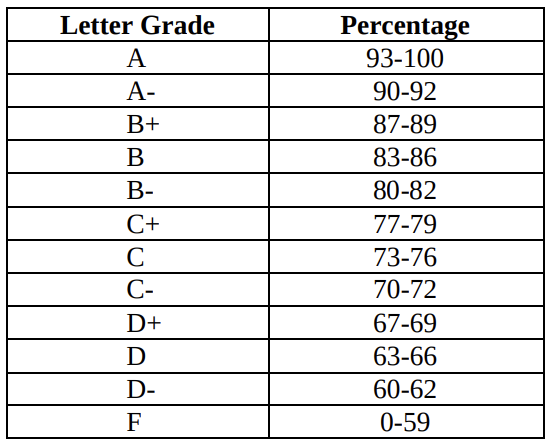 Letter Grade Percentage
A 93-100
A- 90-92
B+ 87-89
B 83-86
B- 80-82
C+ 77-79
C 73-76
C- 70-72
D+ 67-69
D 63-66
D- 60-62
F 0-59